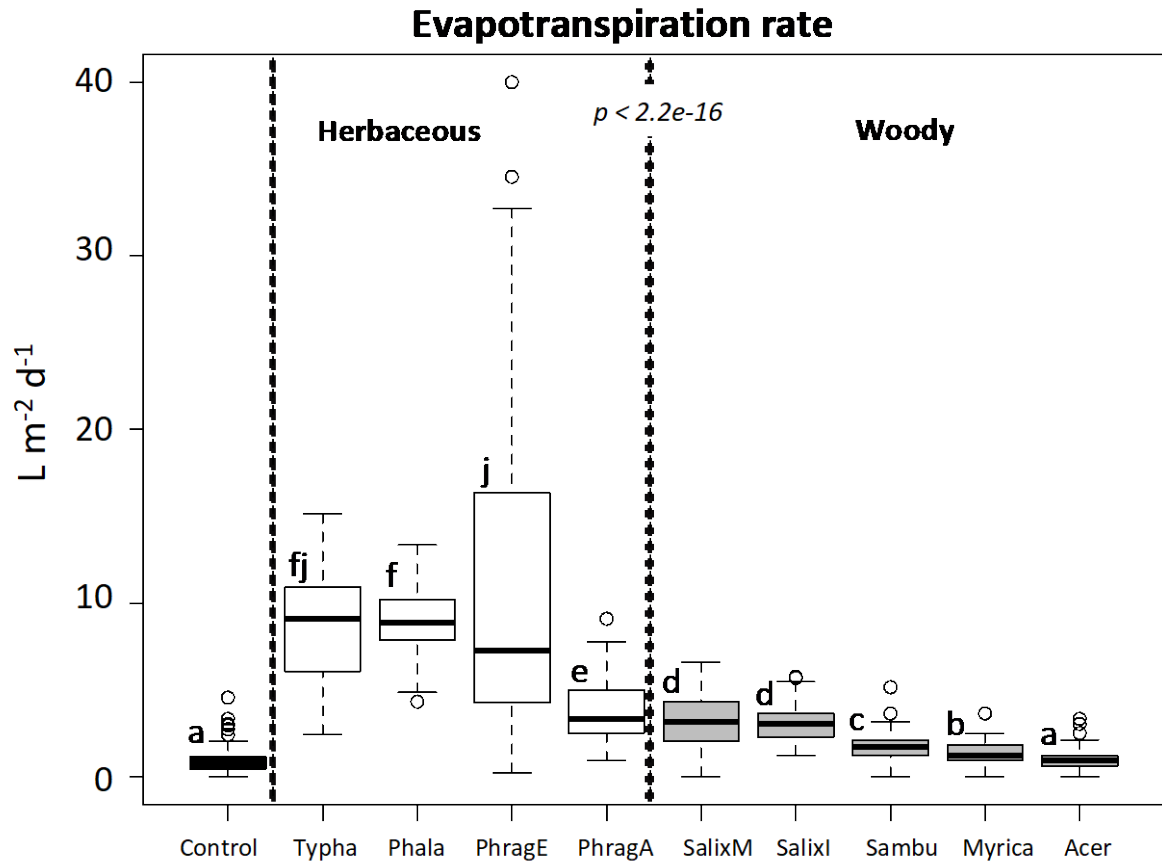 Evapotranspiration rate
Herbaceous
p < 2.2e-16
Woody
L m⁻² d⁻¹
40
30
20
10
0
a
fj
f
j
e
d
d
c
b
a
Control Typha Phala PhragE PhragA SalixM SalixI Sambu Myrica Acer